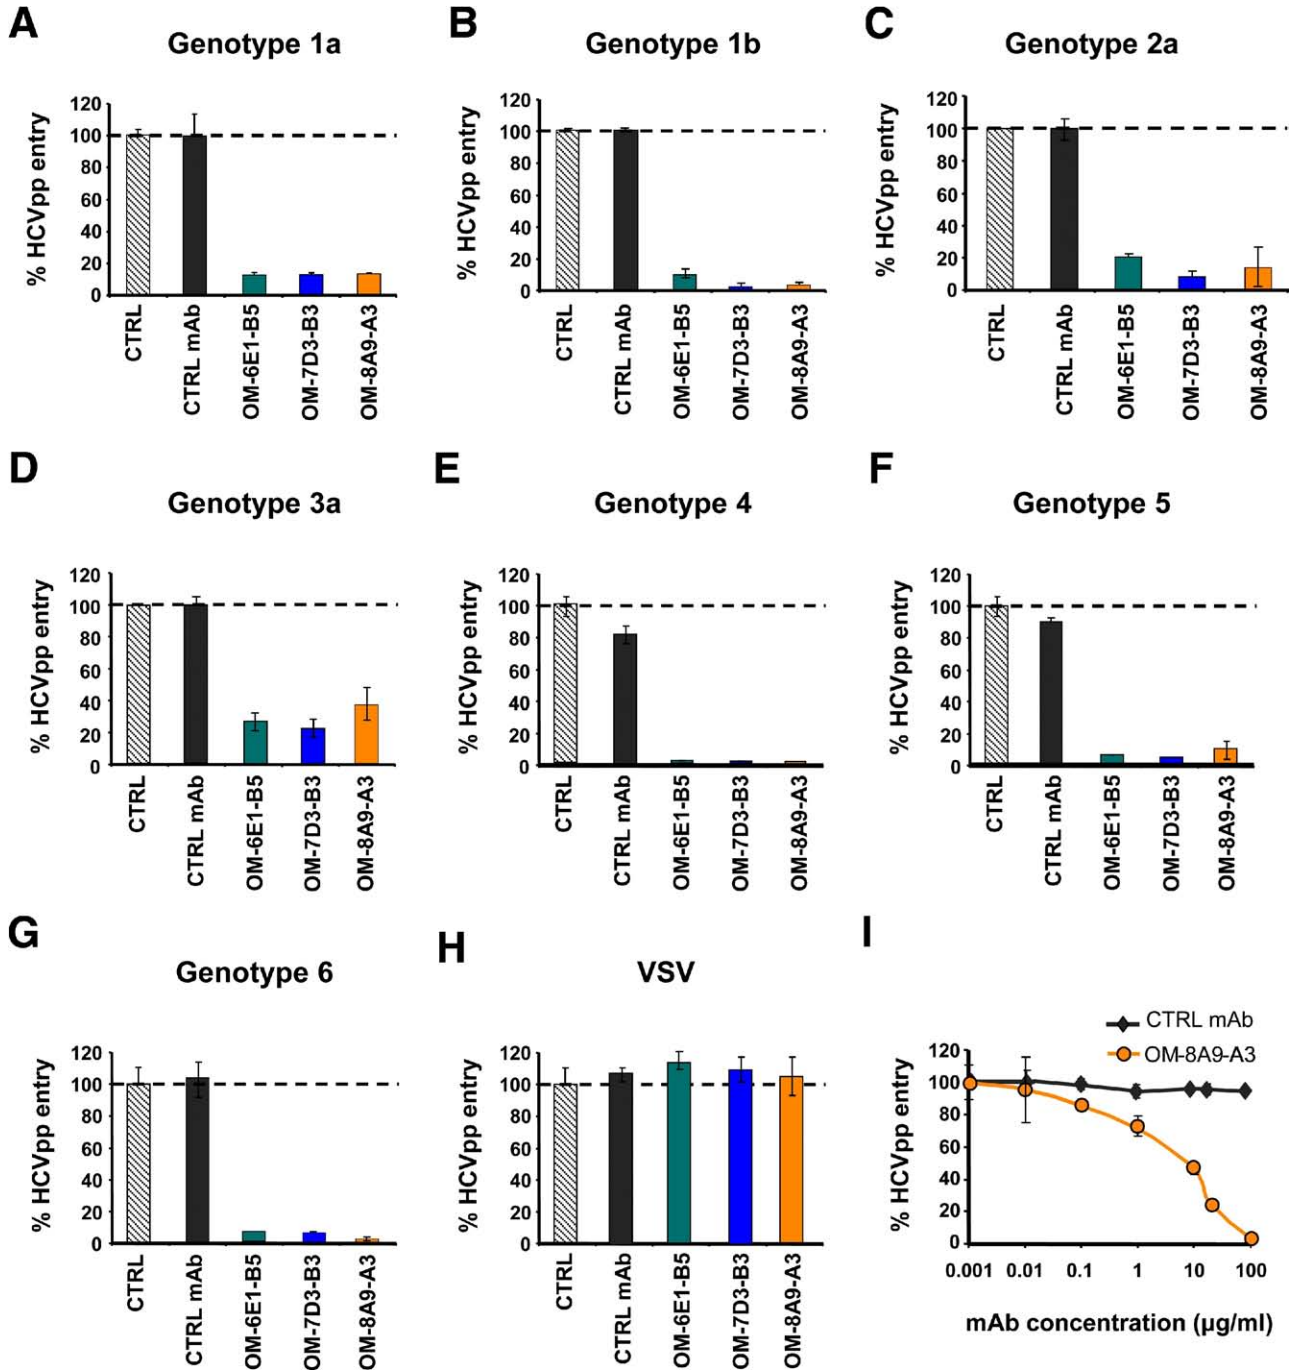 A
Genotype 1a
% HCVpp entry
120
100
80
60
40
20
0
CTRL
CTRL mAb
OM-6E1-B5
OM-7D3-B3
OM-8A9-A3
B
Genotype 1b
% HCVpp entry
120
100
80
60
40
20
0
CTRL
CTRL mAb
OM-6E1-B5
OM-7D3-B3
OM-8A9-A3
C
Genotype 2a
% HCVpp entry
120
100
80
60
40
20
0
CTRL
CTRL mAb
OM-6E1-B5
OM-7D3-B3
OM-8A9-A3
D
Genotype 3a
% HCVpp entry
120
100
80
60
40
20
0
CTRL
CTRL mAb
OM-6E1-B5
OM-7D3-B3
OM-8A9-A3
E
Genotype 4
% HCVpp entry
120
100
80
60
40
20
0
CTRL
CTRL mAb
OM-6E1-B5
OM-7D3-B3
OM-8A9-A3
F
Genotype 5
% HCVpp entry
120
100
80
60
40
20
0
CTRL
CTRL mAb
OM-6E1-B5
OM-7D3-B3
OM-8A9-A3
G
Genotype 6
% HCVpp entry
120
100
80
60
40
20
0
CTRL
CTRL mAb
OM-6E1-B5
OM-7D3-B3
OM-8A9-A3
H
VSV
% HCVpp entry
120
100
80
60
40
20
0
CTRL
CTRL mAb
OM-6E1-B5
OM-7D3-B3
OM-8A9-A3
I
CTRL mAb
OM-8A9-A3
% HCVpp entry
120
100
80
60
40
20
0
0.001 0.01 0.1 1 10 100
mAb concentration (µg/ml)